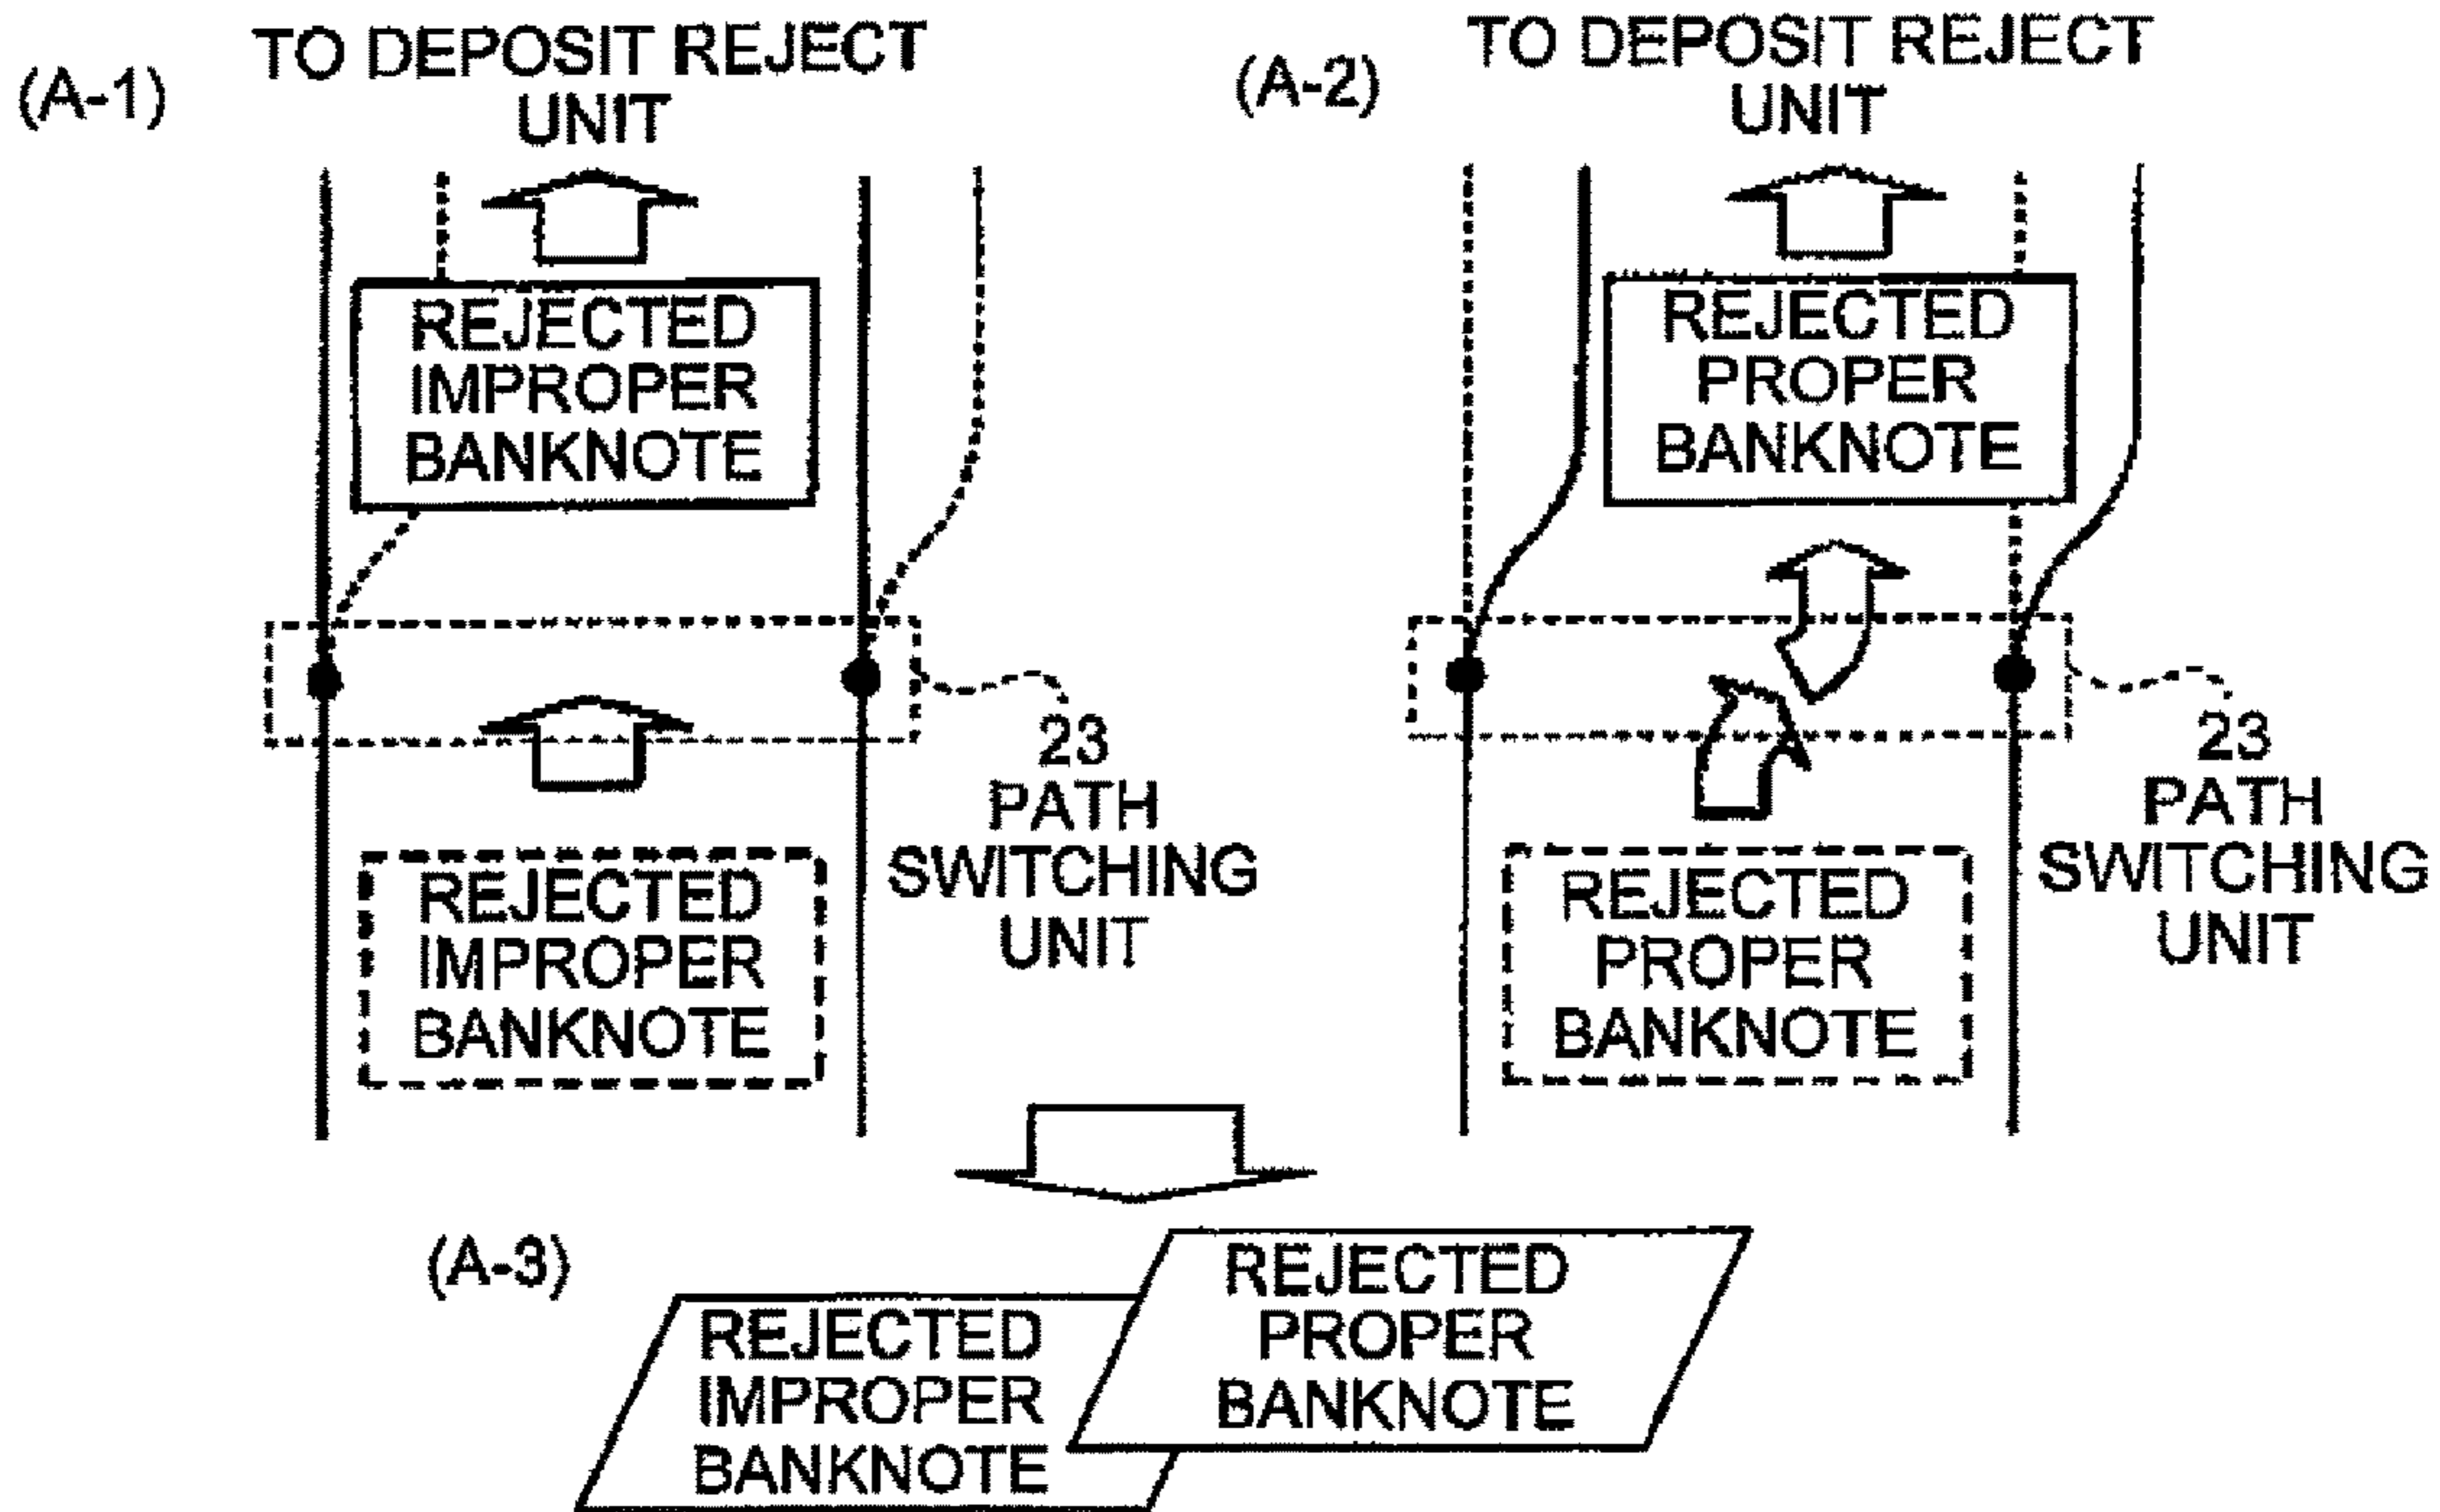 (A-1)
TO DEPOSIT REJECT
UNIT
REJECTED
IMPROPER
BANKNOTE
23
PATH
SWITCHING
UNIT
REJECTED
IMPROPER
BANKNOTE
(A-2)
TO DEPOSIT REJECT
UNIT
REJECTED
PROPER
BANKNOTE
23
PATH
SWITCHING
UNIT
REJECTED
PROPER
BANKNOTE
(A-3)
REJECTED
IMPROPER
BANKNOTE
REJECTED
PROPER
BANKNOTE